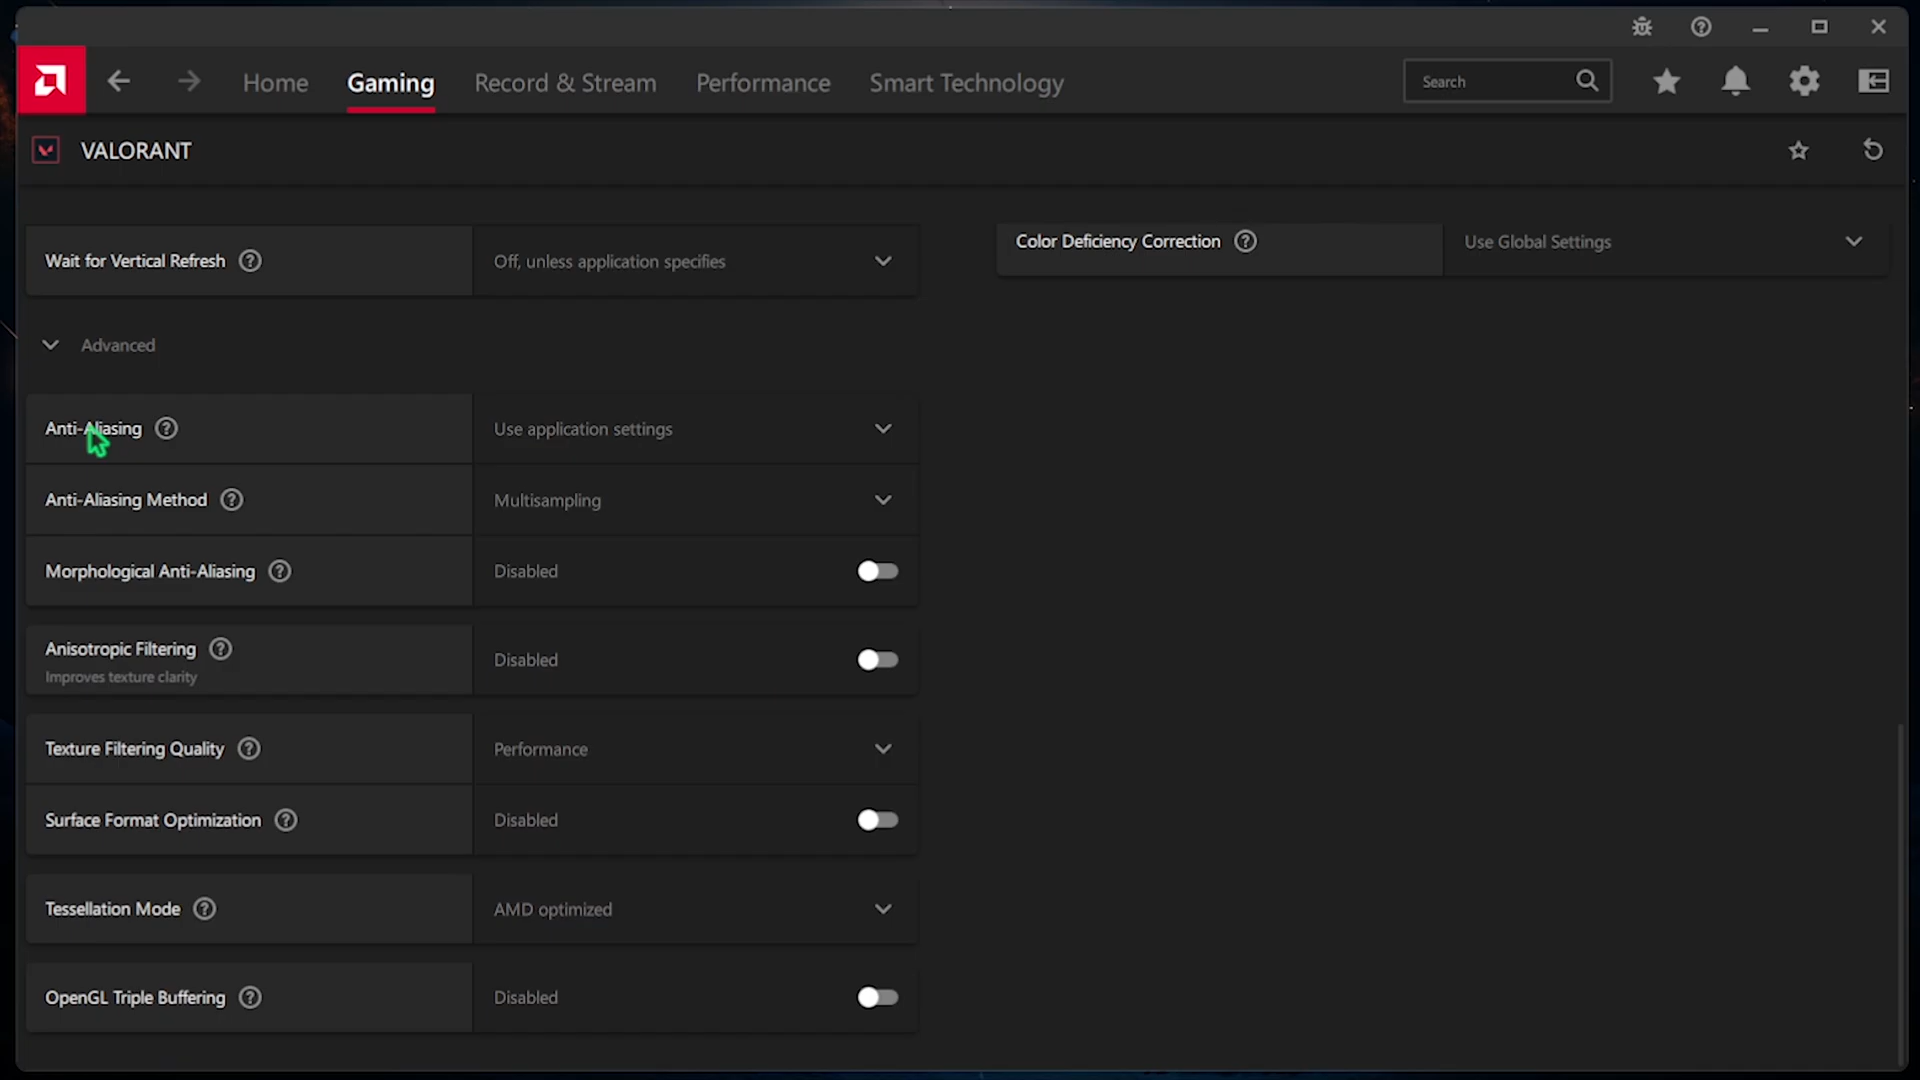 Home
Gaming
Record & Stream
Performance
Smart Technology
Search
VALORANT
Wait for Vertical Refresh
Off, unless application specifies
Color Deficiency Correction
Use Global Settings
Advanced
Anti-Aliasing
Use application settings
Anti-Aliasing Method
Multisampling
Morphological Anti-Aliasing
Disabled
Anisotropic Filtering
Improves texture clarity
Disabled
Texture Filtering Quality
Performance
Surface Format Optimization
Disabled
Tessellation Mode
AMD optimized
OpenGL Triple Buffering
Disabled